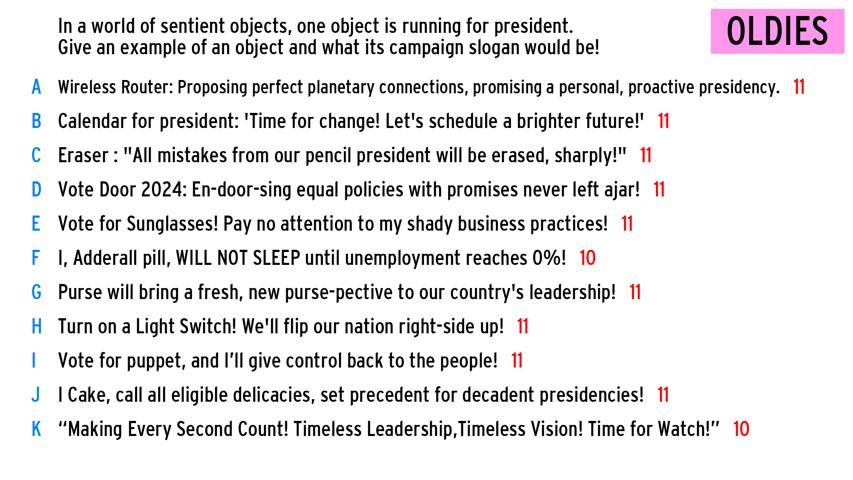 In a world of sentient objects, one object is running for president.
Give an example of an object and what its campaign slogan would be!
OLDIES
A Wireless Router: Proposing perfect planetary connections, promising a personal, proactive presidency. 11
B Calendar for president: 'Time for change! Let's schedule a brighter future!' 11
C Eraser : "All mistakes from our pencil president will be erased, sharply!" 11
D Vote Door 2024: En-door-sing equal policies with promises never left ajar! 11
E Vote for Sunglasses! Pay no attention to my shady business practices! 11
F I, Adderall pill, WILL NOT SLEEP until unemployment reaches 0%! 10
G Purse will bring a fresh, new purse-pective to our country's leadership! 11
H Turn on a Light Switch! We'll flip our nation right-side up! 11
I Vote for puppet, and I’ll give control back to the people! 11
J I Cake, call all eligible delicacies, set precedent for decadent presidencies! 11
K “Making Every Second Count! Timeless Leadership,Timeless Vision! Time for Watch!” 10